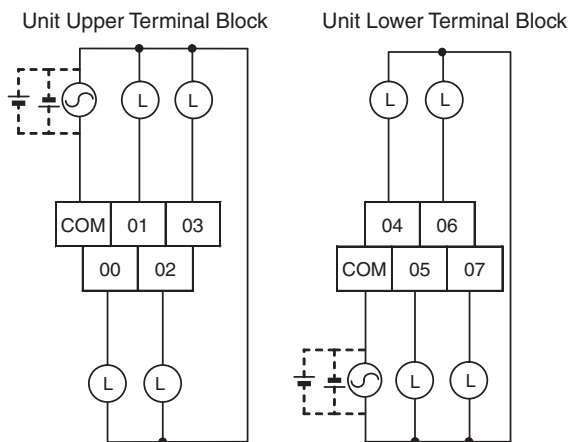 Unit Upper Terminal Block
L L
COM 01 03
00 02
L L
Unit Lower Terminal Block
L L
04 06
COM 05 07
L L